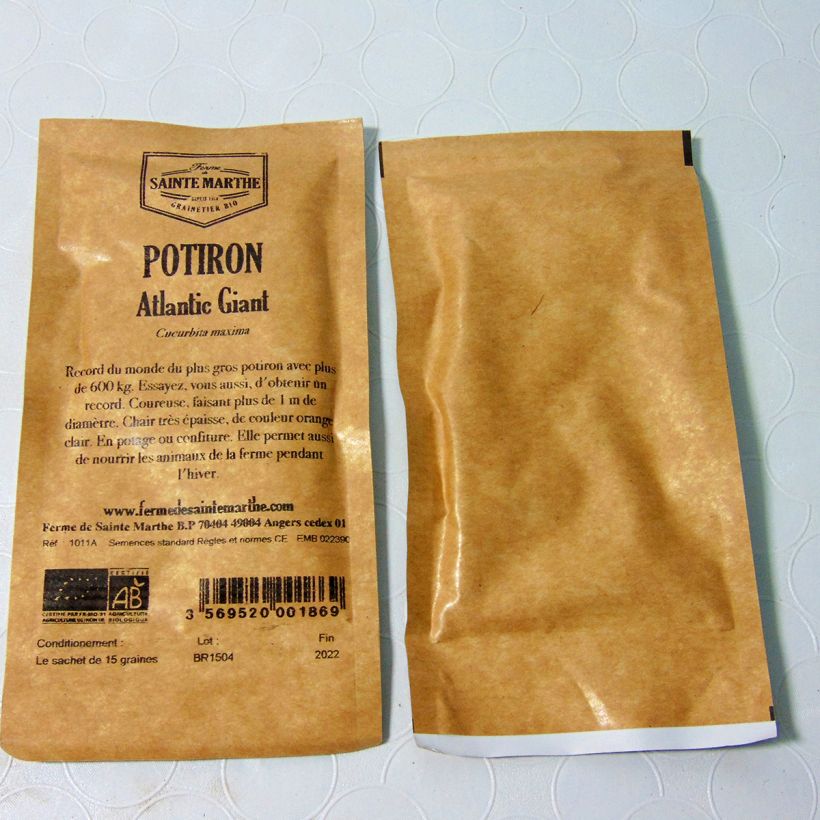 Ferme
de
SAINTE MARTHE
GRAINETIER BIO
POTIRON
Atlantic Giant
Cucurbita maxima
Record du monde du plus gros potiron avec plus
de 600 kg. Essayez, vous aussi, d'obtenir un
record. Coureuse, faisant plus de 1 m de
diamètre. Chair très épaisse, de couleur orange
clair. En potage ou confiture. Elle permet aussi
de nourrir les animaux de la ferme pendant
l'hiver.
www.fermedesaintemarthe.com
Ferme de Sainte Marthe B.P 70404 49004 Angers cedex 01
Réf : 1011A Semences standard Règles et normes CE EMB 02239C
CERTIFIÉ
AB
AGRICULTURE
BIOLOGIQUE
3 569520 001869
Conditionement :
Le sachet de 15 graines
Lot :
BR1504
Fin
2022